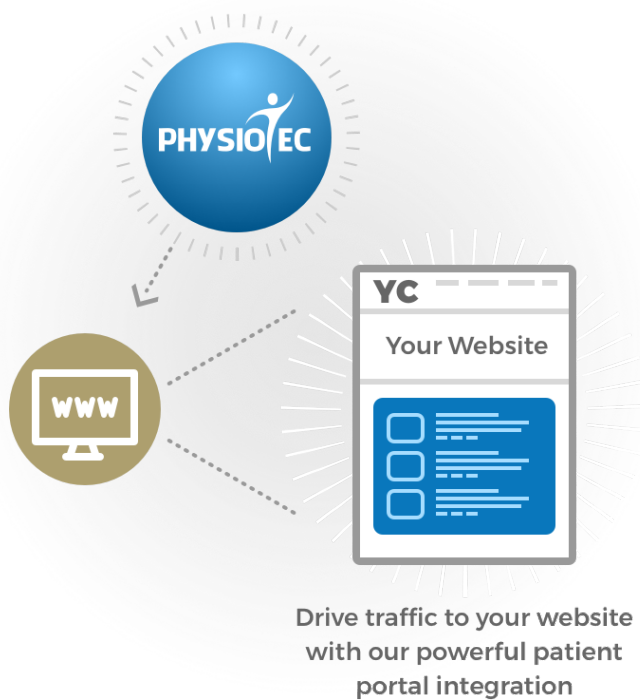 PHYSIOTEC
YC
Your Website
www
Drive traffic to your website
with our powerful patient
portal integration